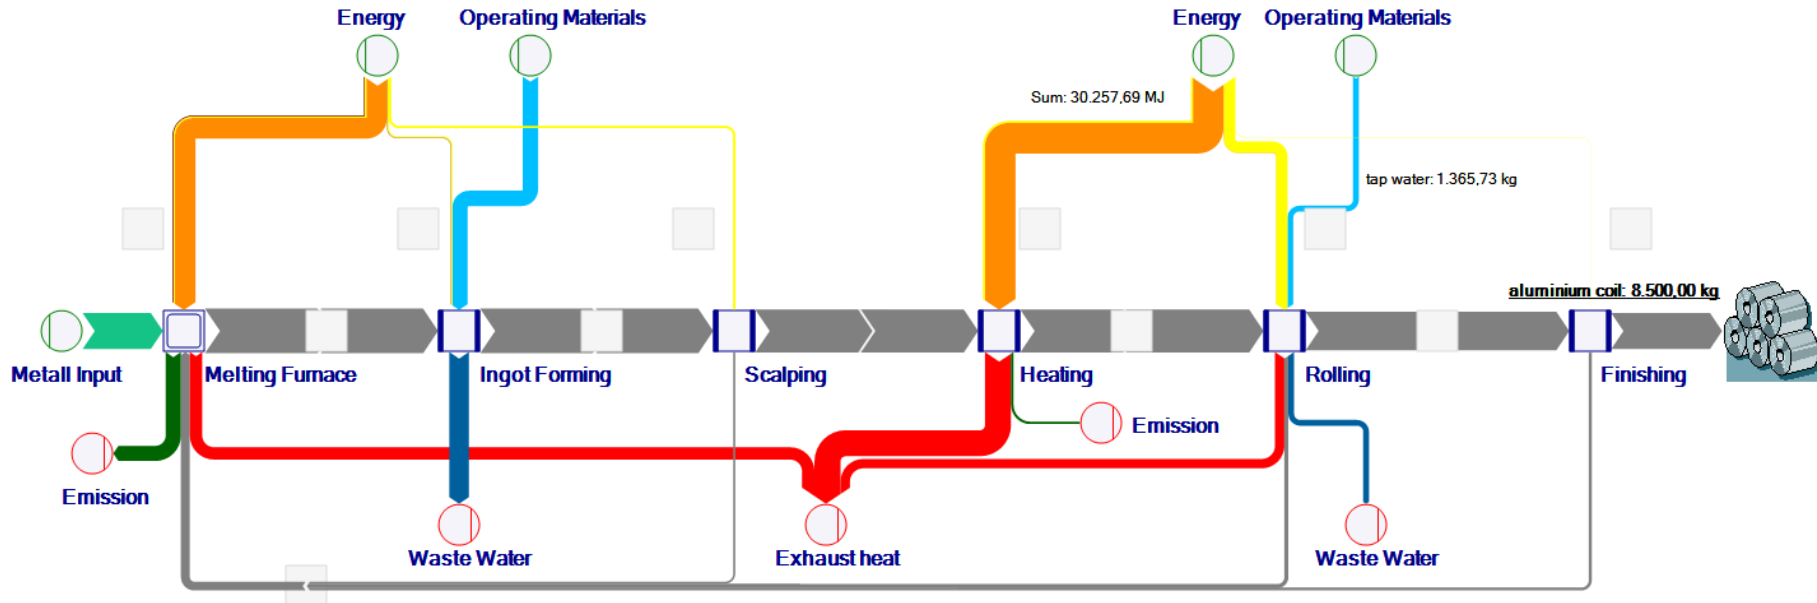 Energy
Operating Materials
Energy
Operating Materials
Sum: 30.257,69 MJ
tap water: 1.365,73 kg
aluminium coil: 8.500,00 kg
Metall Input
Melting Furnace
Ingot Forming
Scalping
Heating
Rolling
Finishing
Emission
Emission
Waste Water
Exhaust heat
Waste Water